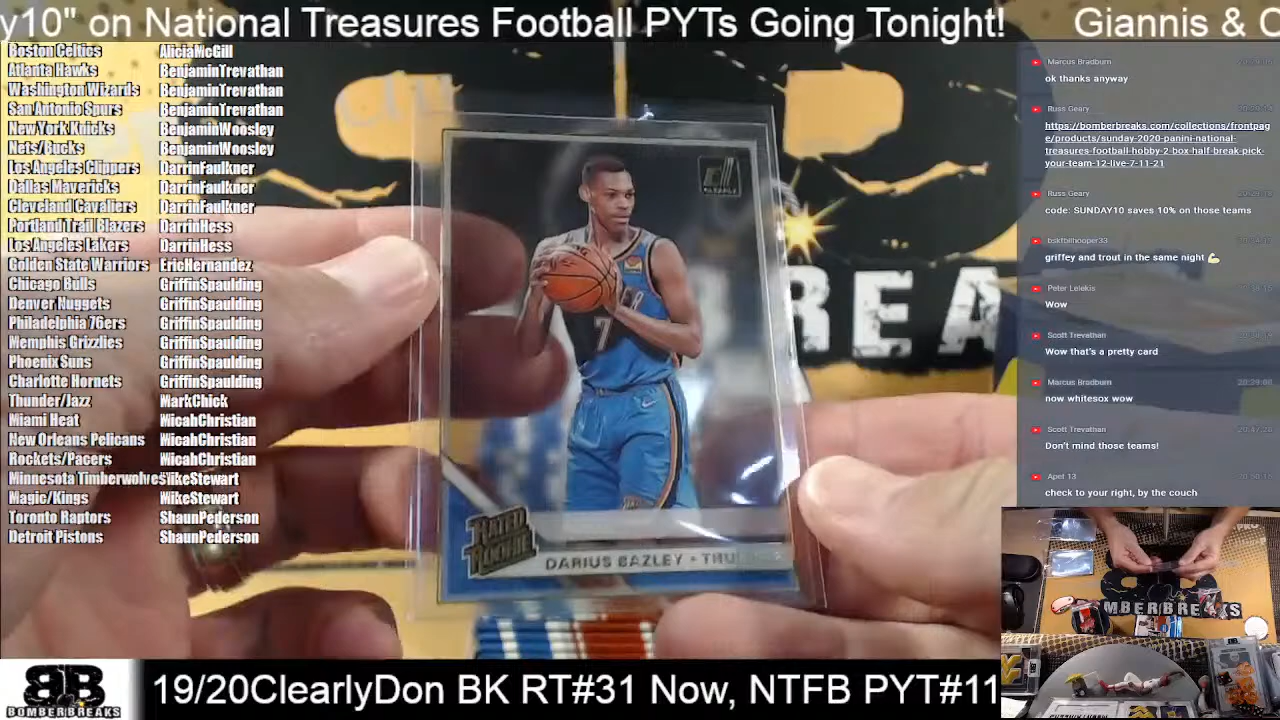 y10" on National Treasures Football PYTs Going Tonight! Giannis & C
Boston Celtics AliciaMcGill
Atlanta Hawks BenjaminTrevathan
Washington Wizards BenjaminTrevathan
San Antonio Spurs BenjaminTrevathan
New York Knicks BenjaminWoosley
Nets/Bucks BenjaminWoosley
Los Angeles Clippers DarrinFaulkner
Dallas Mavericks DarrinFaulkner
Cleveland Cavaliers DarrinFaulkner
Portland Trail Blazers DarrinHess
Los Angeles Lakers DarrinHess
Golden State Warriors EricHernandez
Chicago Bulls GriffinSpaulding
Denver Nuggets GriffinSpaulding
Philadelphia 76ers GriffinSpaulding
Memphis Grizzlies GriffinSpaulding
Phoenix Suns GriffinSpaulding
Charlotte Hornets GriffinSpaulding
Thunder/Jazz MarkChick
Miami Heat MicahChristian
New Orleans Pelicans MicahChristian
Rockets/Pacers MicahChristian
Minnesota Timberwolves MikeStewart
Magic/Kings MikeStewart
Toronto Raptors ShaunPederson
Detroit Pistons ShaunPederson
7
RATED
ROOKIE
DARIUS BAZLEY • THU
BREA
Marcus Bradburn
ok thanks anyway
Russ Geary
https://bomberbreaks.com/collections/frontpag
e/products/sunday-2020-panini-national-
treasures-football-hobby-2-box-half-break-pick-
your-team-12-live-7-11-21
Russ Geary
code: SUNDAY10 saves 10% on those teams
bsktbllhooper33
griffey and trout in the same night 💪
Peter Lelekis
Wow
Scott Trevathan
Wow that's a pretty card
Marcus Bradburn
now whitesox wow
Scott Trevathan
Don't mind those teams!
Apet 13
check to your right, by the couch
MBERBREAKS
BB
BOMBERBREAKS
19/20ClearlyDon BK RT#31 Now, NTFB PYT#11